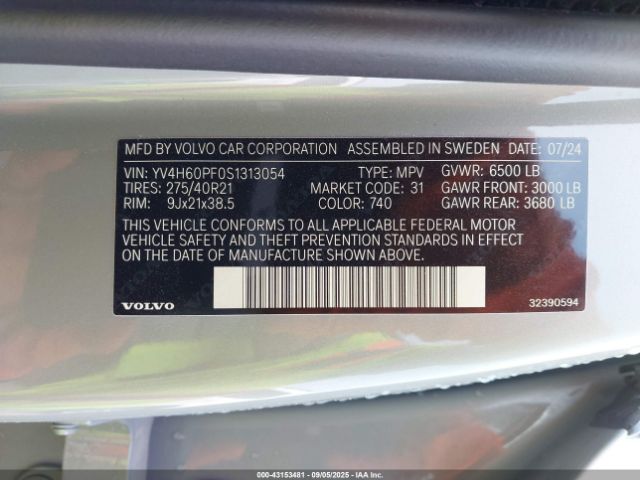 MFD BY VOLVO CAR CORPORATION ASSEMBLED IN SWEDEN DATE: 07/24
VIN: YV4H60PF0S1313054 TYPE: MPV GVWR: 6500 LB
TIRES: 275/40R21 MARKET CODE: 31 GAWR FRONT: 3000 LB
RIM: 9Jx21x38.5 COLOR: 740 GAWR REAR: 3680 LB
THIS VEHICLE CONFORMS TO ALL APPLICABLE FEDERAL MOTOR
VEHICLE SAFETY AND THEFT PREVENTION STANDARDS IN EFFECT
ON THE DATE OF MANUFACTURE SHOWN ABOVE.
VOLVO 32390594
000-43153481 - 09/05/2025 - IAA Corp.